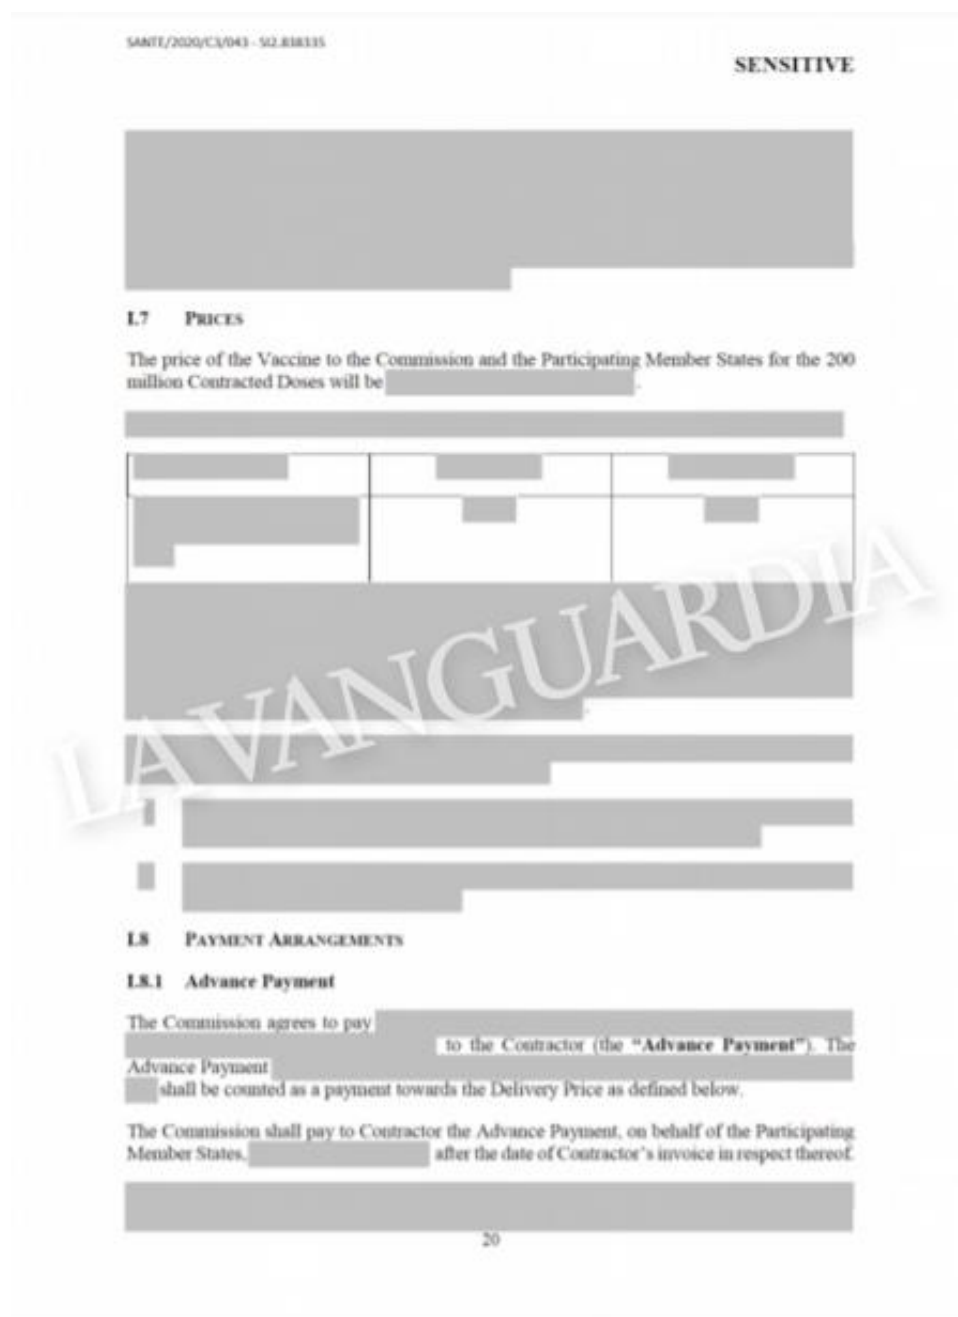 SANTE/2020/C3/043 - SI2.838335
SENSITIVE
I.7 PRICES
The price of the Vaccine to the Commission and the Participating Member States for the 200
million Contracted Doses will be .
LA VANGUARDIA
I.8 PAYMENT ARRANGEMENTS
I.8.1 Advance Payment
The Commission agrees to pay
to the Contractor (the “Advance Payment”). The
Advance Payment
shall be counted as a payment towards the Delivery Price as defined below.
The Commission shall pay to Contractor the Advance Payment, on behalf of the Participating
Member States, after the date of Contractor’s invoice in respect thereof.
20